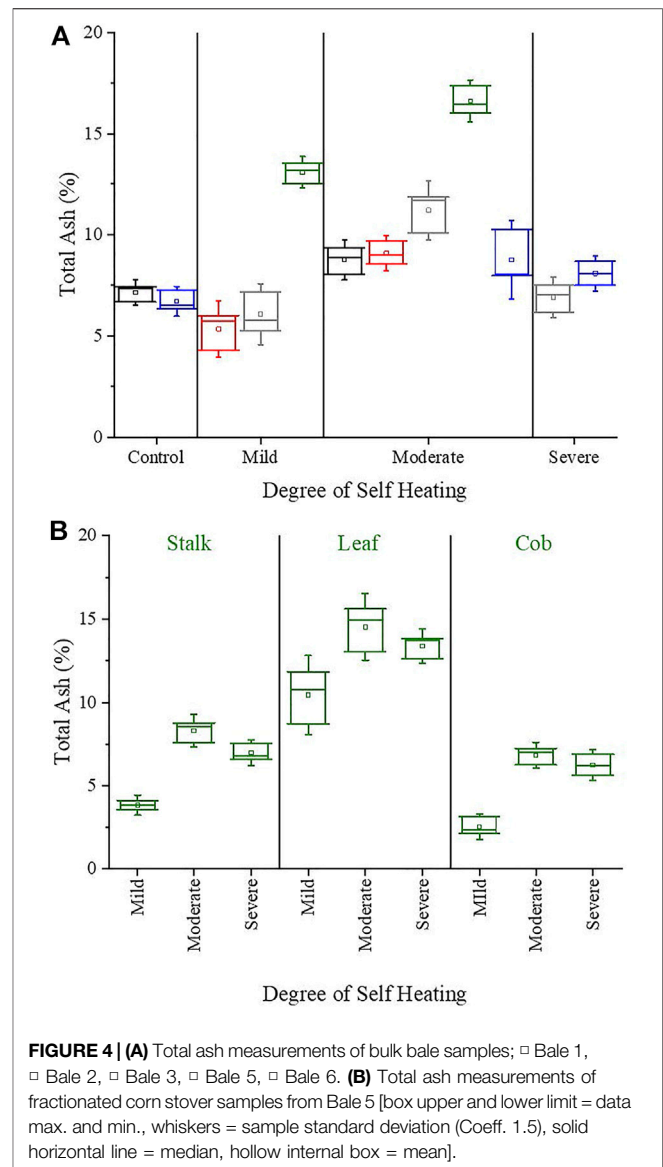 A
20
15
10
5
0
Total Ash (%)
Control Mild Moderate Severe
Degree of Self Heating
B
Stalk Leaf Cob
20
15
10
5
0
Total Ash (%)
Mild Moderate Severe Mild Moderate Severe MIld Moderate Severe
Degree of Self Heating
FIGURE 4 | (A) Total ash measurements of bulk bale samples; □ Bale 1,
□ Bale 2, □ Bale 3, □ Bale 5, □ Bale 6. (B) Total ash measurements of
fractionated corn stover samples from Bale 5 [box upper and lower limit = data
max. and min., whiskers = sample standard deviation (Coeff. 1.5), solid
horizontal line = median, hollow internal box = mean].